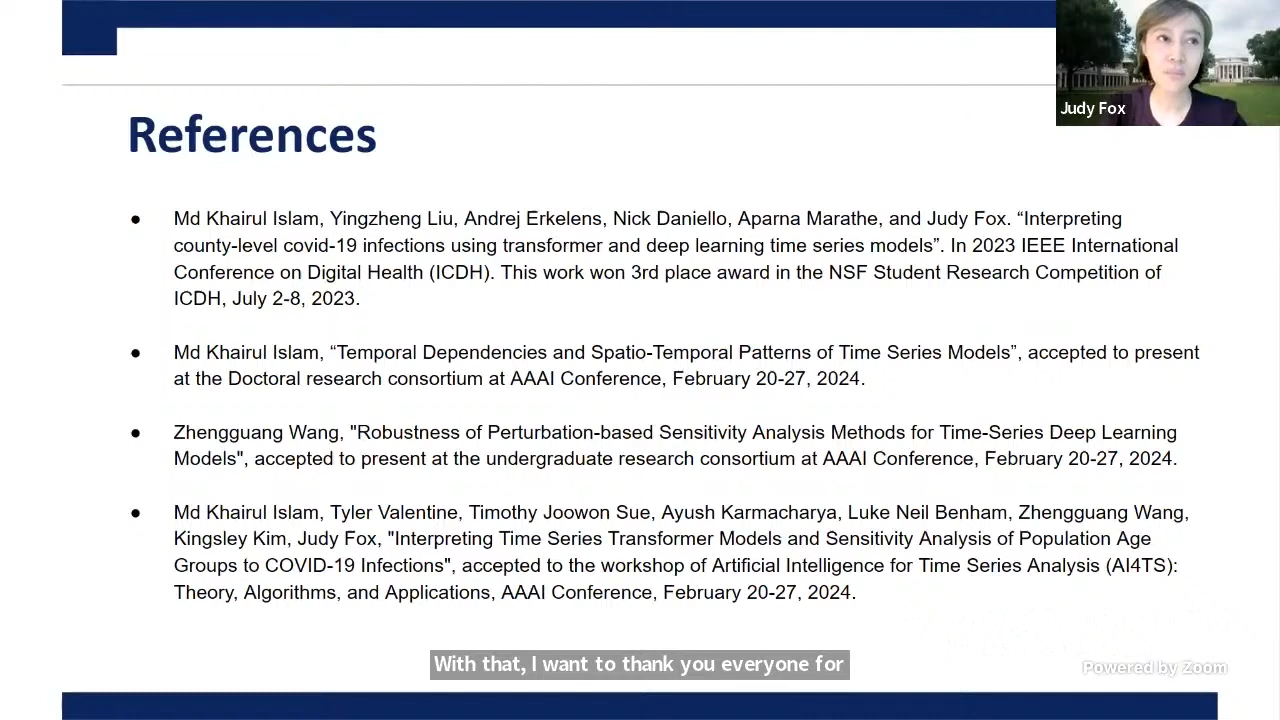 Judy Fox
References
● Md Khairul Islam, Yingzheng Liu, Andrej Erkelens, Nick Daniello, Aparna Marathe, and Judy Fox. “Interpreting
county-level covid-19 infections using transformer and deep learning time series models”. In 2023 IEEE International
Conference on Digital Health (ICDH). This work won 3rd place award in the NSF Student Research Competition of
ICDH, July 2-8, 2023.
● Md Khairul Islam, “Temporal Dependencies and Spatio-Temporal Patterns of Time Series Models”, accepted to present
at the Doctoral research consortium at AAAI Conference, February 20-27, 2024.
● Zhengguang Wang, "Robustness of Perturbation-based Sensitivity Analysis Methods for Time-Series Deep Learning
Models", accepted to present at the undergraduate research consortium at AAAI Conference, February 20-27, 2024.
● Md Khairul Islam, Tyler Valentine, Timothy Joowon Sue, Ayush Karmacharya, Luke Neil Benham, Zhengguang Wang,
Kingsley Kim, Judy Fox, "Interpreting Time Series Transformer Models and Sensitivity Analysis of Population Age
Groups to COVID-19 Infections", accepted to the workshop of Artificial Intelligence for Time Series Analysis (AI4TS):
Theory, Algorithms, and Applications, AAAI Conference, February 20-27, 2024.
With that, I want to thank you everyone for
Powered by Zoom